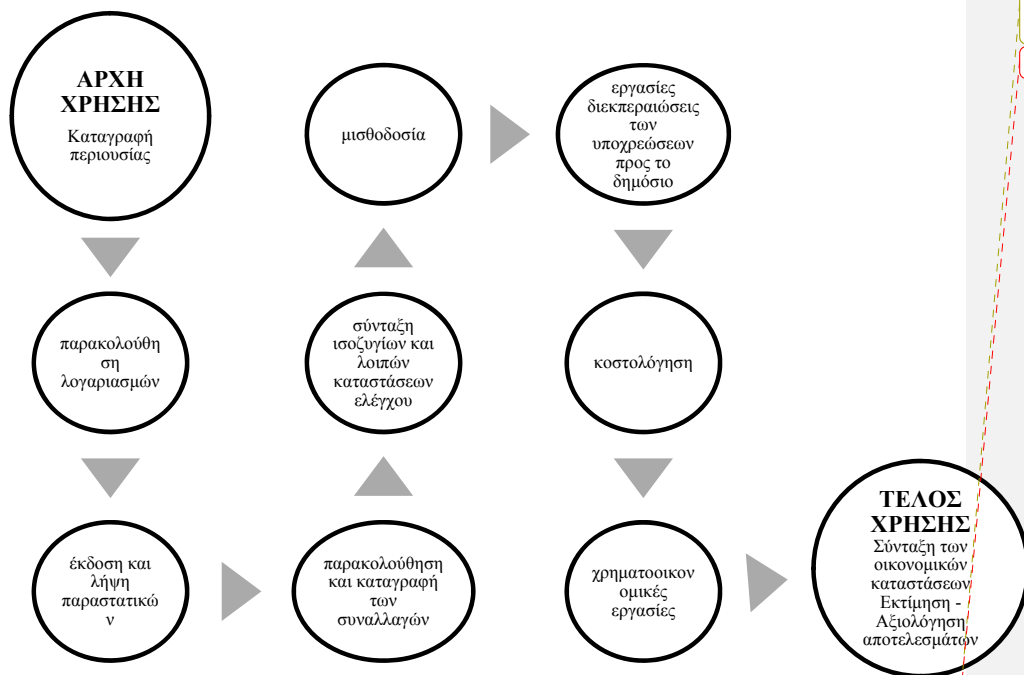 ΑΡΧΗ
ΧΡΗΣΗΣ
Καταγραφή
περιουσίας
παρακολούθη
ση
λογαριασμών
έκδοση και
λήψη
παραστατικώ
ν
παρακολούθηση
και καταγραφή
των
συναλλαγών
σύνταξη
ισοζυγίων και
λοιπών
καταστάσεων
ελέγχου
μισθοδοσία
εργασίες
διεκπεραιώσεις
των
υποχρεώσεων
προς το
δημόσιο
κοστολόγηση
χρηματοοικον
ομικές
εργασίες
ΤΕΛΟΣ
ΧΡΗΣΗΣ
Σύνταξη των
οικονομικών
καταστάσεων
Εκτίμηση -
Αξιολόγηση
αποτελεσμάτων